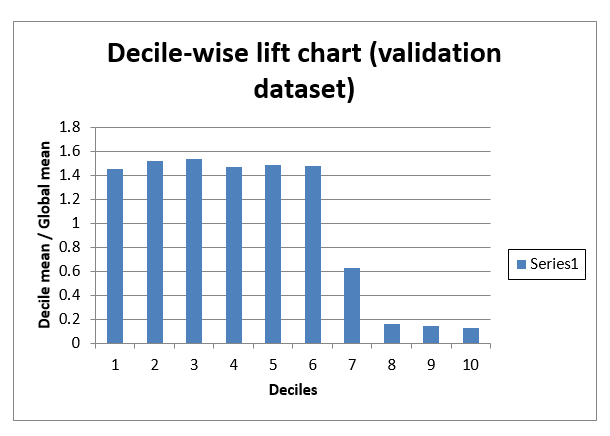 Decile-wise lift chart (validation
dataset)
Decile mean / Global mean
1.8
1.6
1.4
1.2
1
0.8
0.6
0.4
0.2
0
1 2 3 4 5 6 7 8 9 10
Deciles
Series1